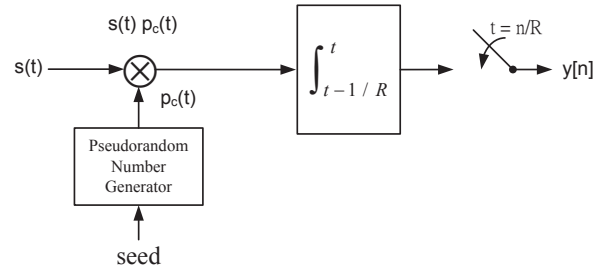 s(t) p_c(t)
s(t)
p_c(t)
∫_{t-1/R}^{t}
t = n/R
y[n]
Pseudorandom
Number
Generator
seed